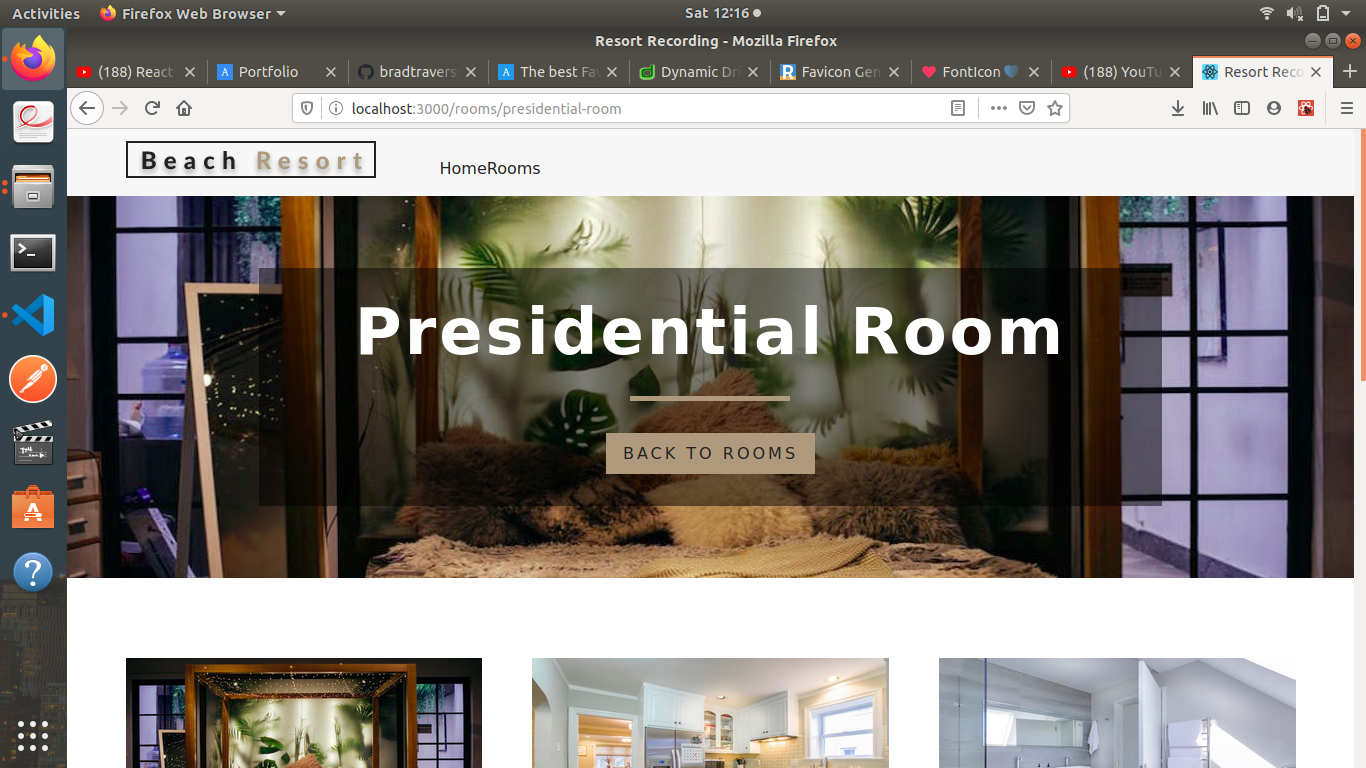 Activities Firefox Web Browser Sat 12:16
Resort Recording - Mozilla Firefox
(188) React Portfolio bradtravers The best Fav Dynamic Dri Favicon Gen FontIcon (188) YouTu Resort Reco
localhost:3000/rooms/presidential-room
Beach Resort HomeRooms
Presidential Room
BACK TO ROOMS